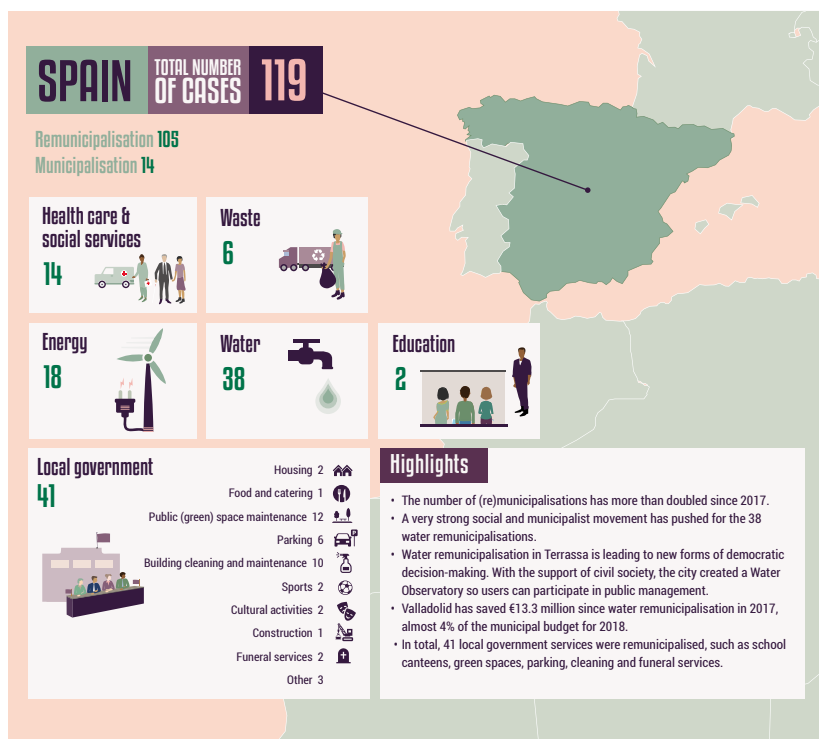 SPAIN
TOTAL NUMBER
OF CASES
119
Remunicipalisation 105
Municipalisation 14
Health care &
social services
14
Waste
6
Energy
18
Water
38
Education
2
Local government
41
Housing 2
Food and catering 1
Public (green) space maintenance 12
Parking 6
P
Building cleaning and maintenance 10
Sports 2
Cultural activities 2
Construction 1
Funeral services 2
Other 3
Highlights
• The number of (re)municipalisations has more than doubled since 2017.
• A very strong social and municipalist movement has pushed for the 38
water remunicipalisations.
• Water remunicipalisation in Terrassa is leading to new forms of democratic
decision-making. With the support of civil society, the city created a Water
Observatory so users can participate in public management.
• Valladolid has saved €13.3 million since water remunicipalisation in 2017,
almost 4% of the municipal budget for 2018.
• In total, 41 local government services were remunicipalised, such as school
canteens, green spaces, parking, cleaning and funeral services.